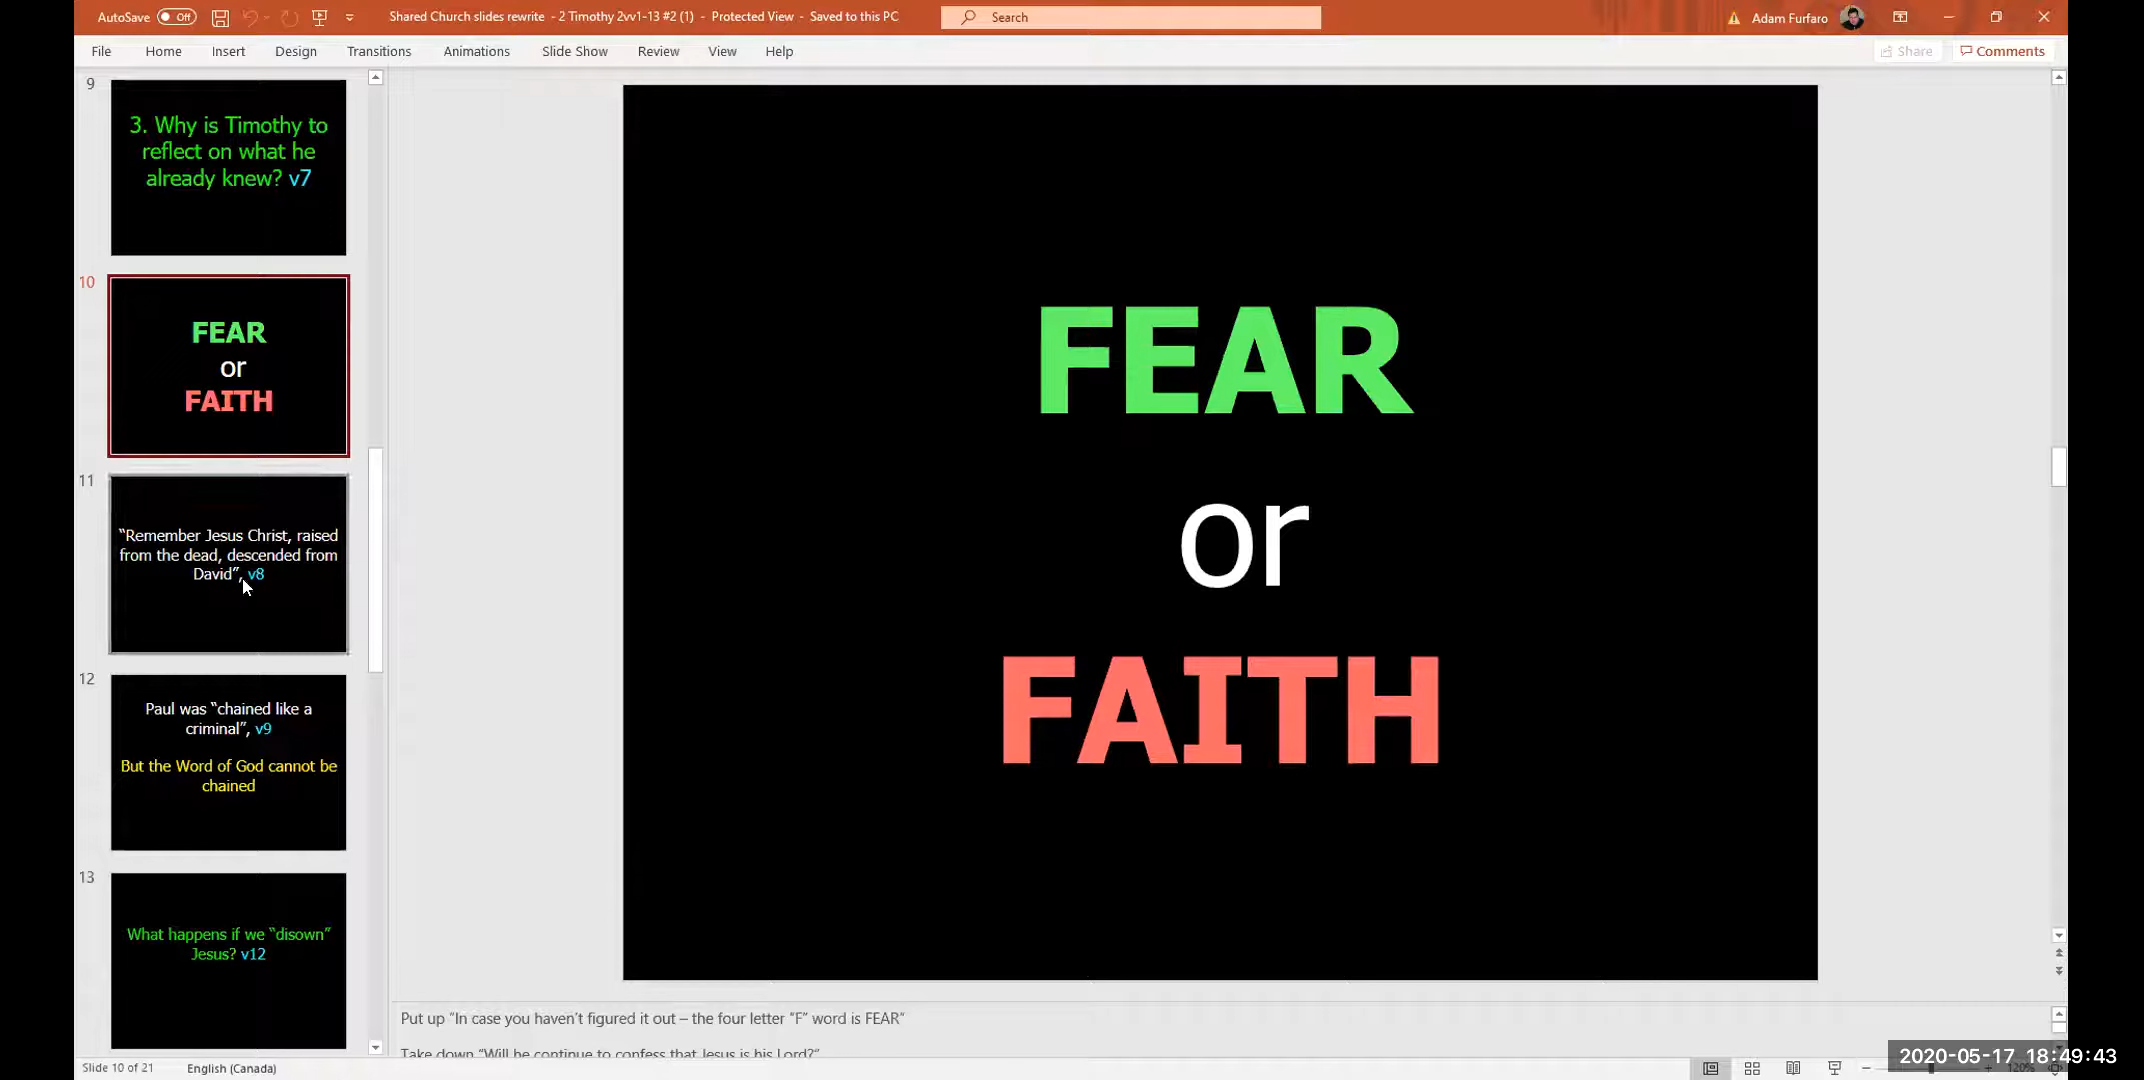 AutoSave Off
Shared Church slides rewrite - 2 Timothy 2vv1-13 #2 (1) - Protected View - Saved to this PC
Search
Adam Furfaro
File Home Insert Design Transitions Animations Slide Show Review View Help
Share Comments
9
3. Why is Timothy to
reflect on what he
already knew? v7
10
FEAR
or
FAITH
11
“Remember Jesus Christ, raised
from the dead, descended from
David”, v8
12
Paul was “chained like a
criminal”, v9
But the Word of God cannot be
chained
13
What happens if we “disown”
Jesus? v12
FEAR
or
FAITH
Put up “In case you haven’t figured it out – the four letter “F” word is FEAR”
Take down “Will be continue to confess that Jesus is his Lord?”
Slide 10 of 21 English (Canada)
120%
2020-05-17 18:49:43